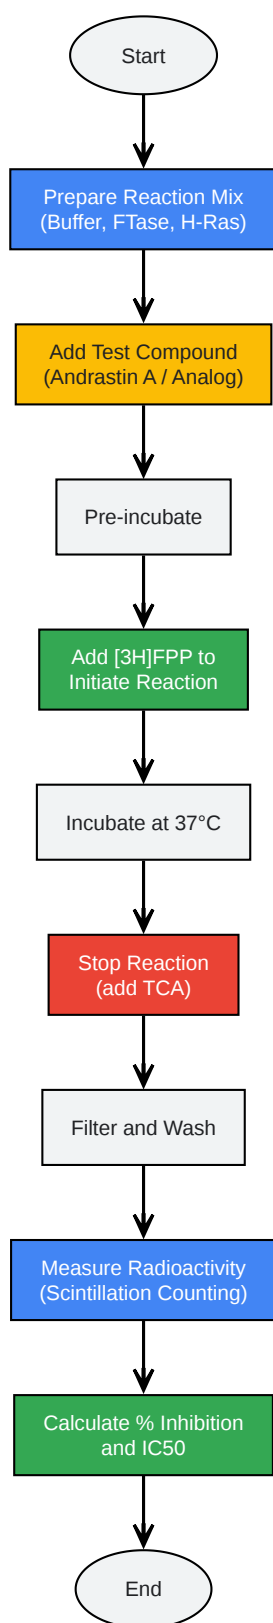 Start
Prepare Reaction Mix
(Buffer, FTase, H-Ras)
Add Test Compound
(Andrastin A / Analog)
Pre-incubate
Add [3H]FPP to
Initiate Reaction
Incubate at 37°C
Stop Reaction
(add TCA)
Filter and Wash
Measure Radioactivity
(Scintillation Counting)
Calculate % Inhibition
and IC50
End